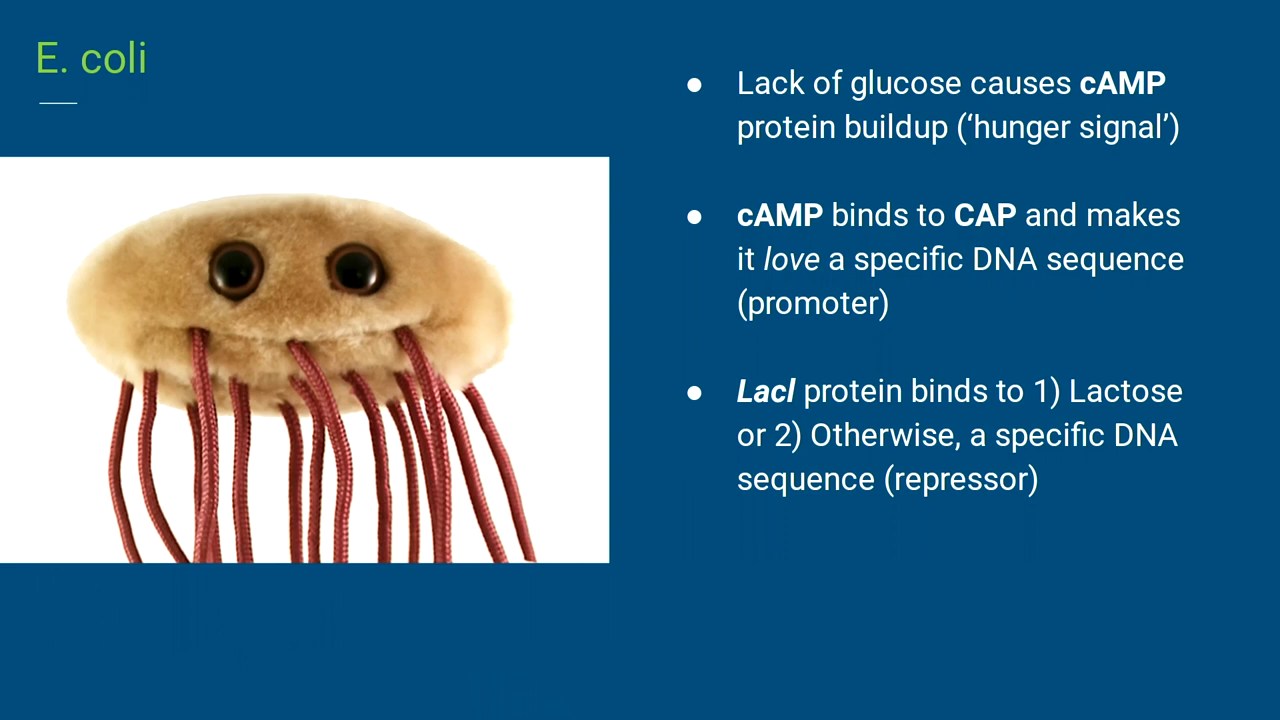 E. coli
● Lack of glucose causes cAMP
protein buildup (‘hunger signal’)
● cAMP binds to CAP and makes
it love a specific DNA sequence
(promoter)
● LacI protein binds to 1) Lactose
or 2) Otherwise, a specific DNA
sequence (repressor)